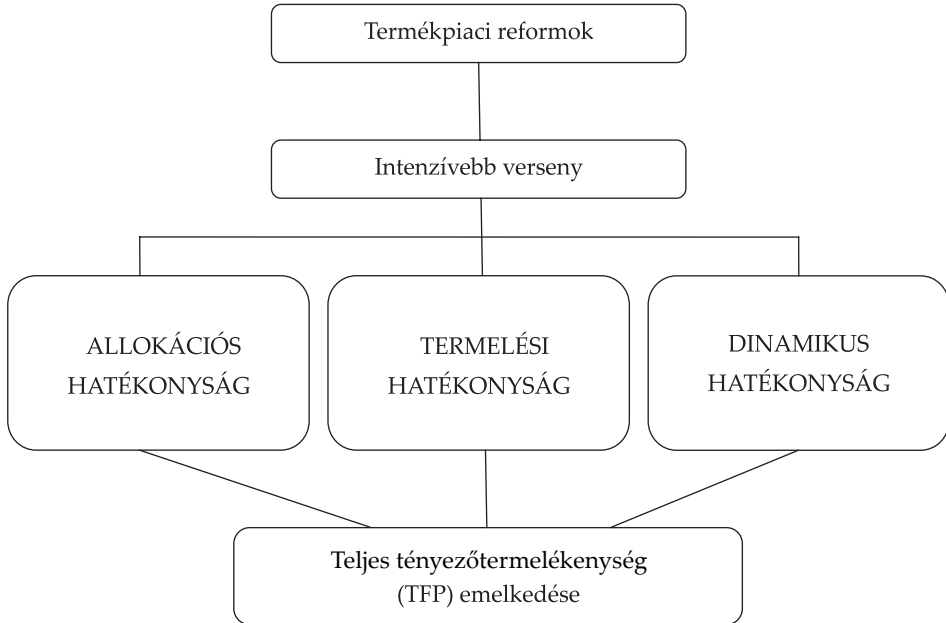 Termékpiaci reformok
Intenzívebb verseny
ALLOKÁCIÓS
HATÉKONYSÁG
TERMELÉSI
HATÉKONYSÁG
DINAMIKUS
HATÉKONYSÁG
Teljes tényezőtermelékenység
(TFP) emelkedése